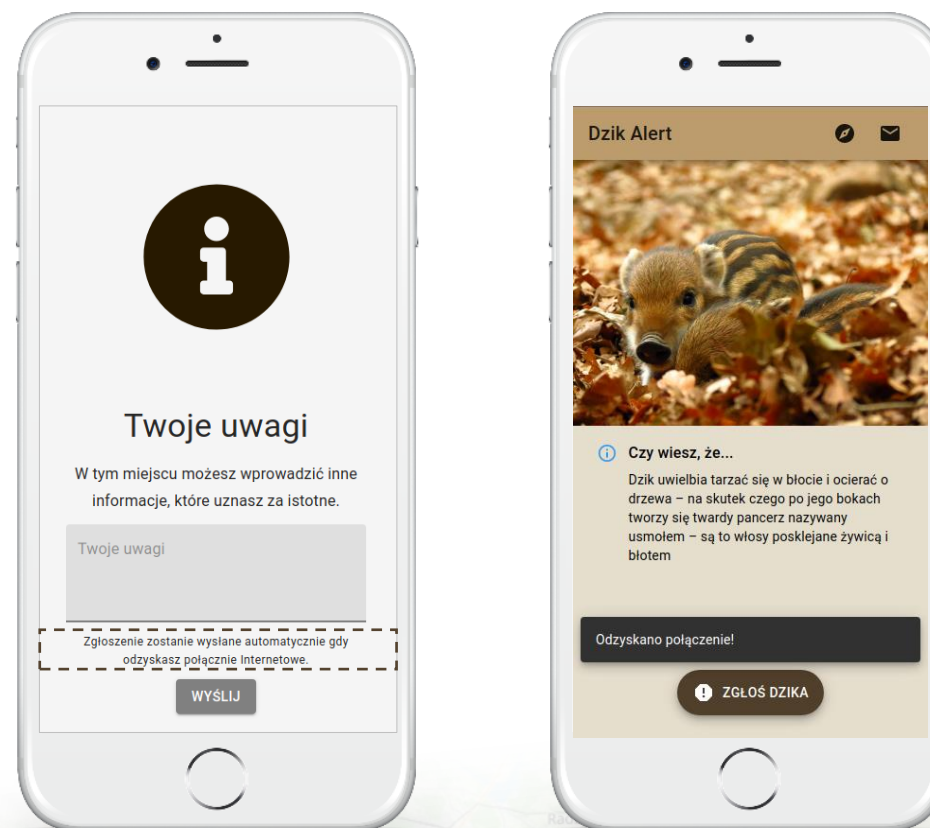 Twoje uwagi
W tym miejscu możesz wprowadzić inne
informacje, które uznasz za istotne.
Twoje uwagi
Zgłoszenie zostanie wysłane automatycznie gdy
odzyskasz połącznie Internetowe.
WYŚLIJ
Dzik Alert
Czy wiesz, że...
Dzik uwielbia tarzać się w błocie i ocierać o
drzewa – na skutek czego po jego bokach
tworzy się twardy pancerz nazywany
usmołem – są to włosy posklejane żywicą i
błotem
Odzyskano połączenie!
ZGŁOŚ DZIKA